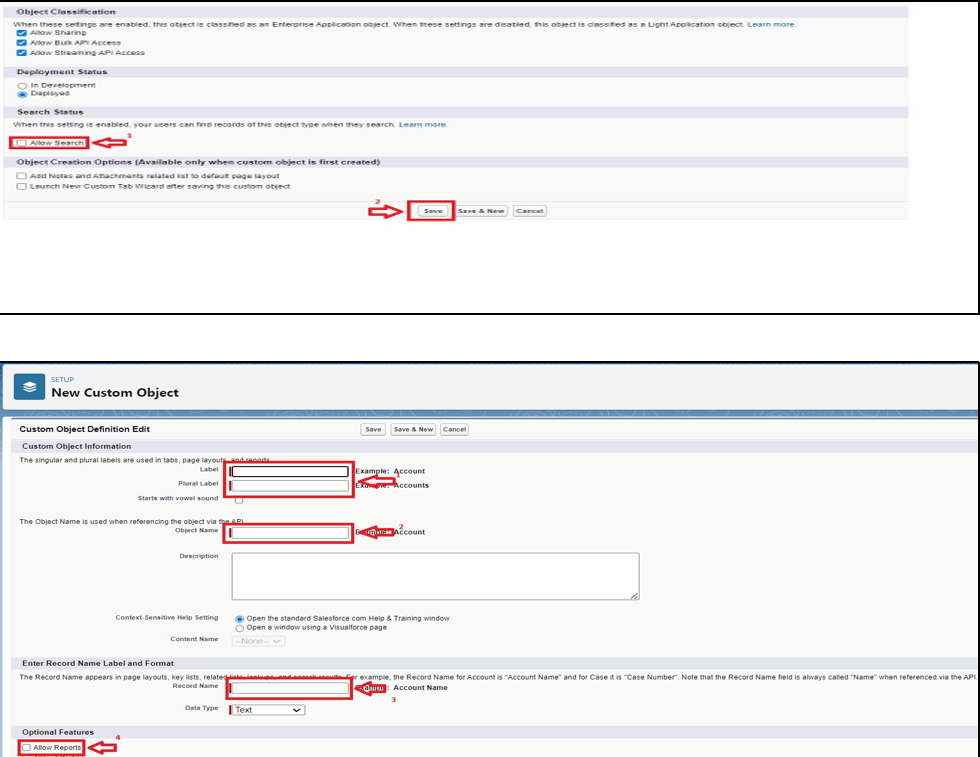 Object Classification
When these settings are enabled, this object is classified as an Enterprise Application object. When these settings are disabled, this object is classified as a Light Application object. Learn more.
Allow Sharing
Allow Bulk API Access
Allow Streaming API Access
Deployment Status
In Development
Deployed
Search Status
When this setting is enabled, your users can find records of this object type when they search. Learn more.
1
Allow Search
Object Creation Options (Available only when custom object is first created)
Add Notes and Attachments related list to default page layout
Launch New Custom Tab Wizard after saving this custom object
2
Save Save & New Cancel
SETUP
New Custom Object
Custom Object Definition Edit Save Save & New Cancel
Custom Object Information
The singular and plural labels are used in tabs, page layouts, and reports.
Label Example: Account
1
Plural Label Example: Accounts
Starts with vowel sound
The Object Name is used when referencing the object via the API.
2
Object Name Example: Account
Description
Context-Sensitive Help Setting Open the standard Salesforce.com Help & Training window
Open a window using a Visualforce page
Content Name --None--
Enter Record Name Label and Format
The Record Name appears in page layouts, key lists, related lists, lookups, and search results. For example, the Record Name for Account is "Account Name" and for Case it is "Case Number". Note that the Record Name field is always called "Name" when referenced via the API.
Record Name Example: Account Name
3
Data Type Text
Optional Features
4
Allow Reports